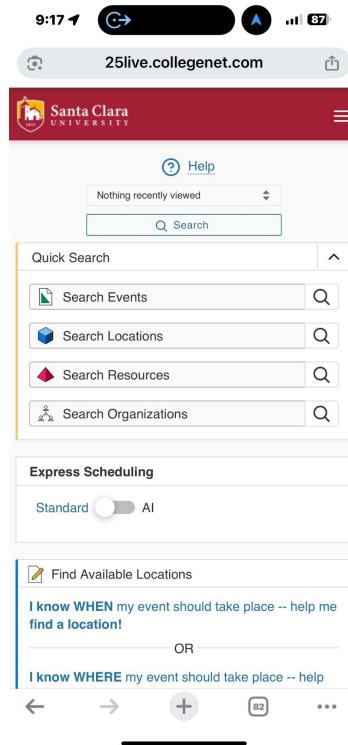 9:17
87
25live.collegenet.com
Santa Clara
UNIVERSITY
Help
Nothing recently viewed
Search
Quick Search
Search Events
Search Locations
Search Resources
Search Organizations
Express Scheduling
Standard AI
Find Available Locations
I know WHEN my event should take place -- help me
find a location!
OR
I know WHERE my event should take place -- help
82